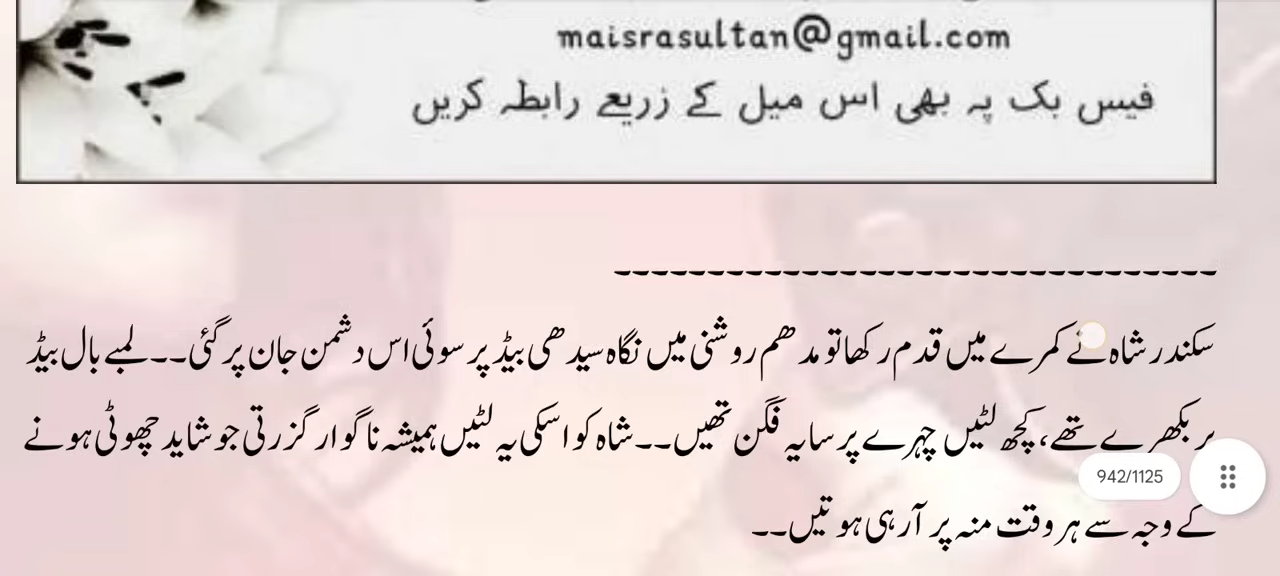 maisrasultan@gmail.com
فیس بک پہ بھی اس میل کے زریعے رابطہ کریں
۔۔۔۔۔۔۔۔۔۔۔۔۔۔۔۔۔۔۔۔۔۔۔۔۔۔۔۔۔۔
سکندر شاہ نے کمرے میں قدم رکھا تو مدھم روشنی میں نگاہ سیدھی بیڈ پر سوئی اس دشمن جان پر گئی۔۔ لمبے بال بیڈ
پر بکھرے تھے، کچھ لٹیں چہرے پر سایہ فگن تھیں۔۔ شاہ کو اسکی یہ لٹیں ہمیشہ ناگوار گزرتی جو شاید چھوٹی ہونے
942/1125
کے وجہ سے ہر وقت منہ پر آرہی ہوتیں۔۔